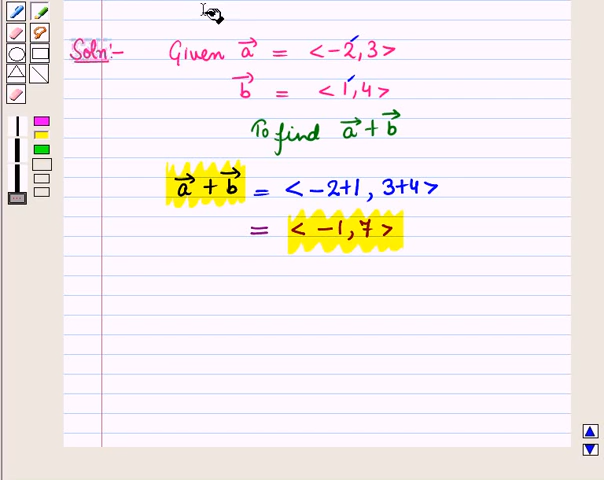 Soln:- Given a⃗ = <-2, 3>
b⃗ = <1, 4>
To find a⃗ + b⃗
a⃗ + b⃗ = <-2+1, 3+4>
= <-1, 7>